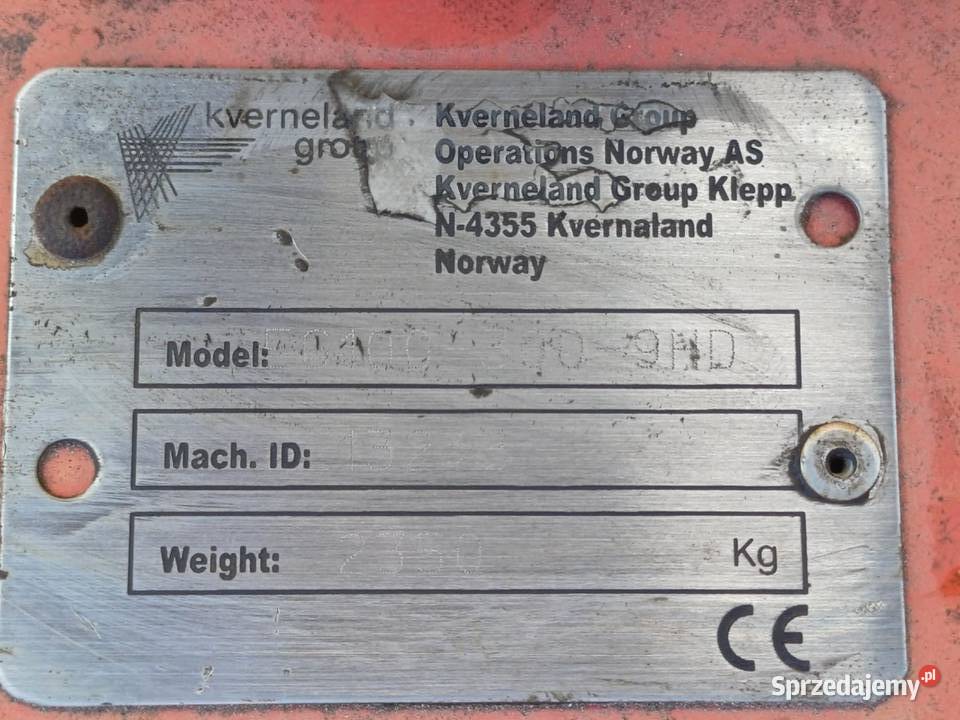 kverneland
group
Kverneland Group
Operations Norway AS
Kverneland Group Klepp
N-4355 Kvernaland
Norway
Model:
Mach. ID:
Weight: Kg
CE
Sprzedajemy.pl